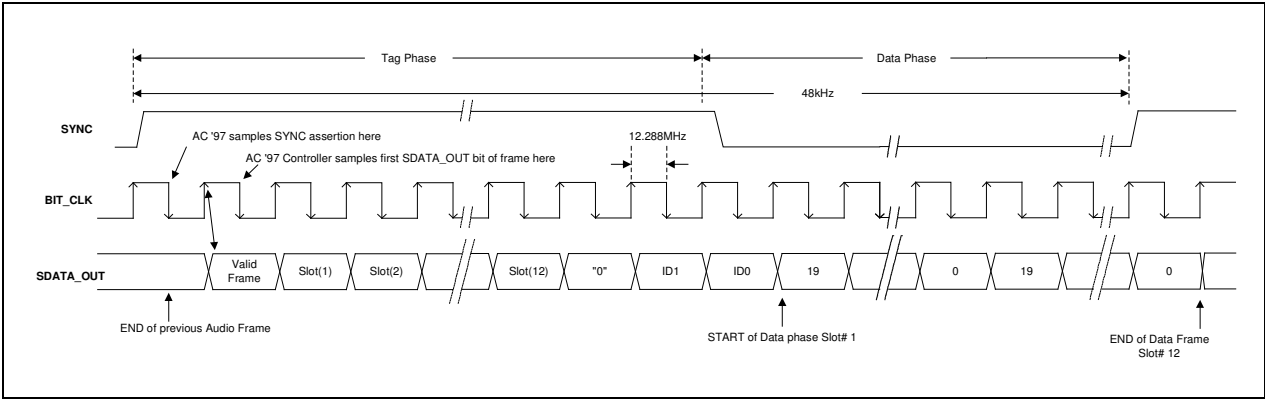 Tag Phase
Data Phase
48kHz
SYNC
AC '97 samples SYNC assertion here
12.288MHz
AC '97 Controller samples first SDATA_OUT bit of frame here
BIT_CLK
SDATA_OUT
Valid
Frame
Slot(1)
Slot(2)
Slot(12)
"0"
ID1
ID0
19
0
19
0
END of previous Audio Frame
START of Data phase Slot# 1
END of Data Frame
Slot# 12